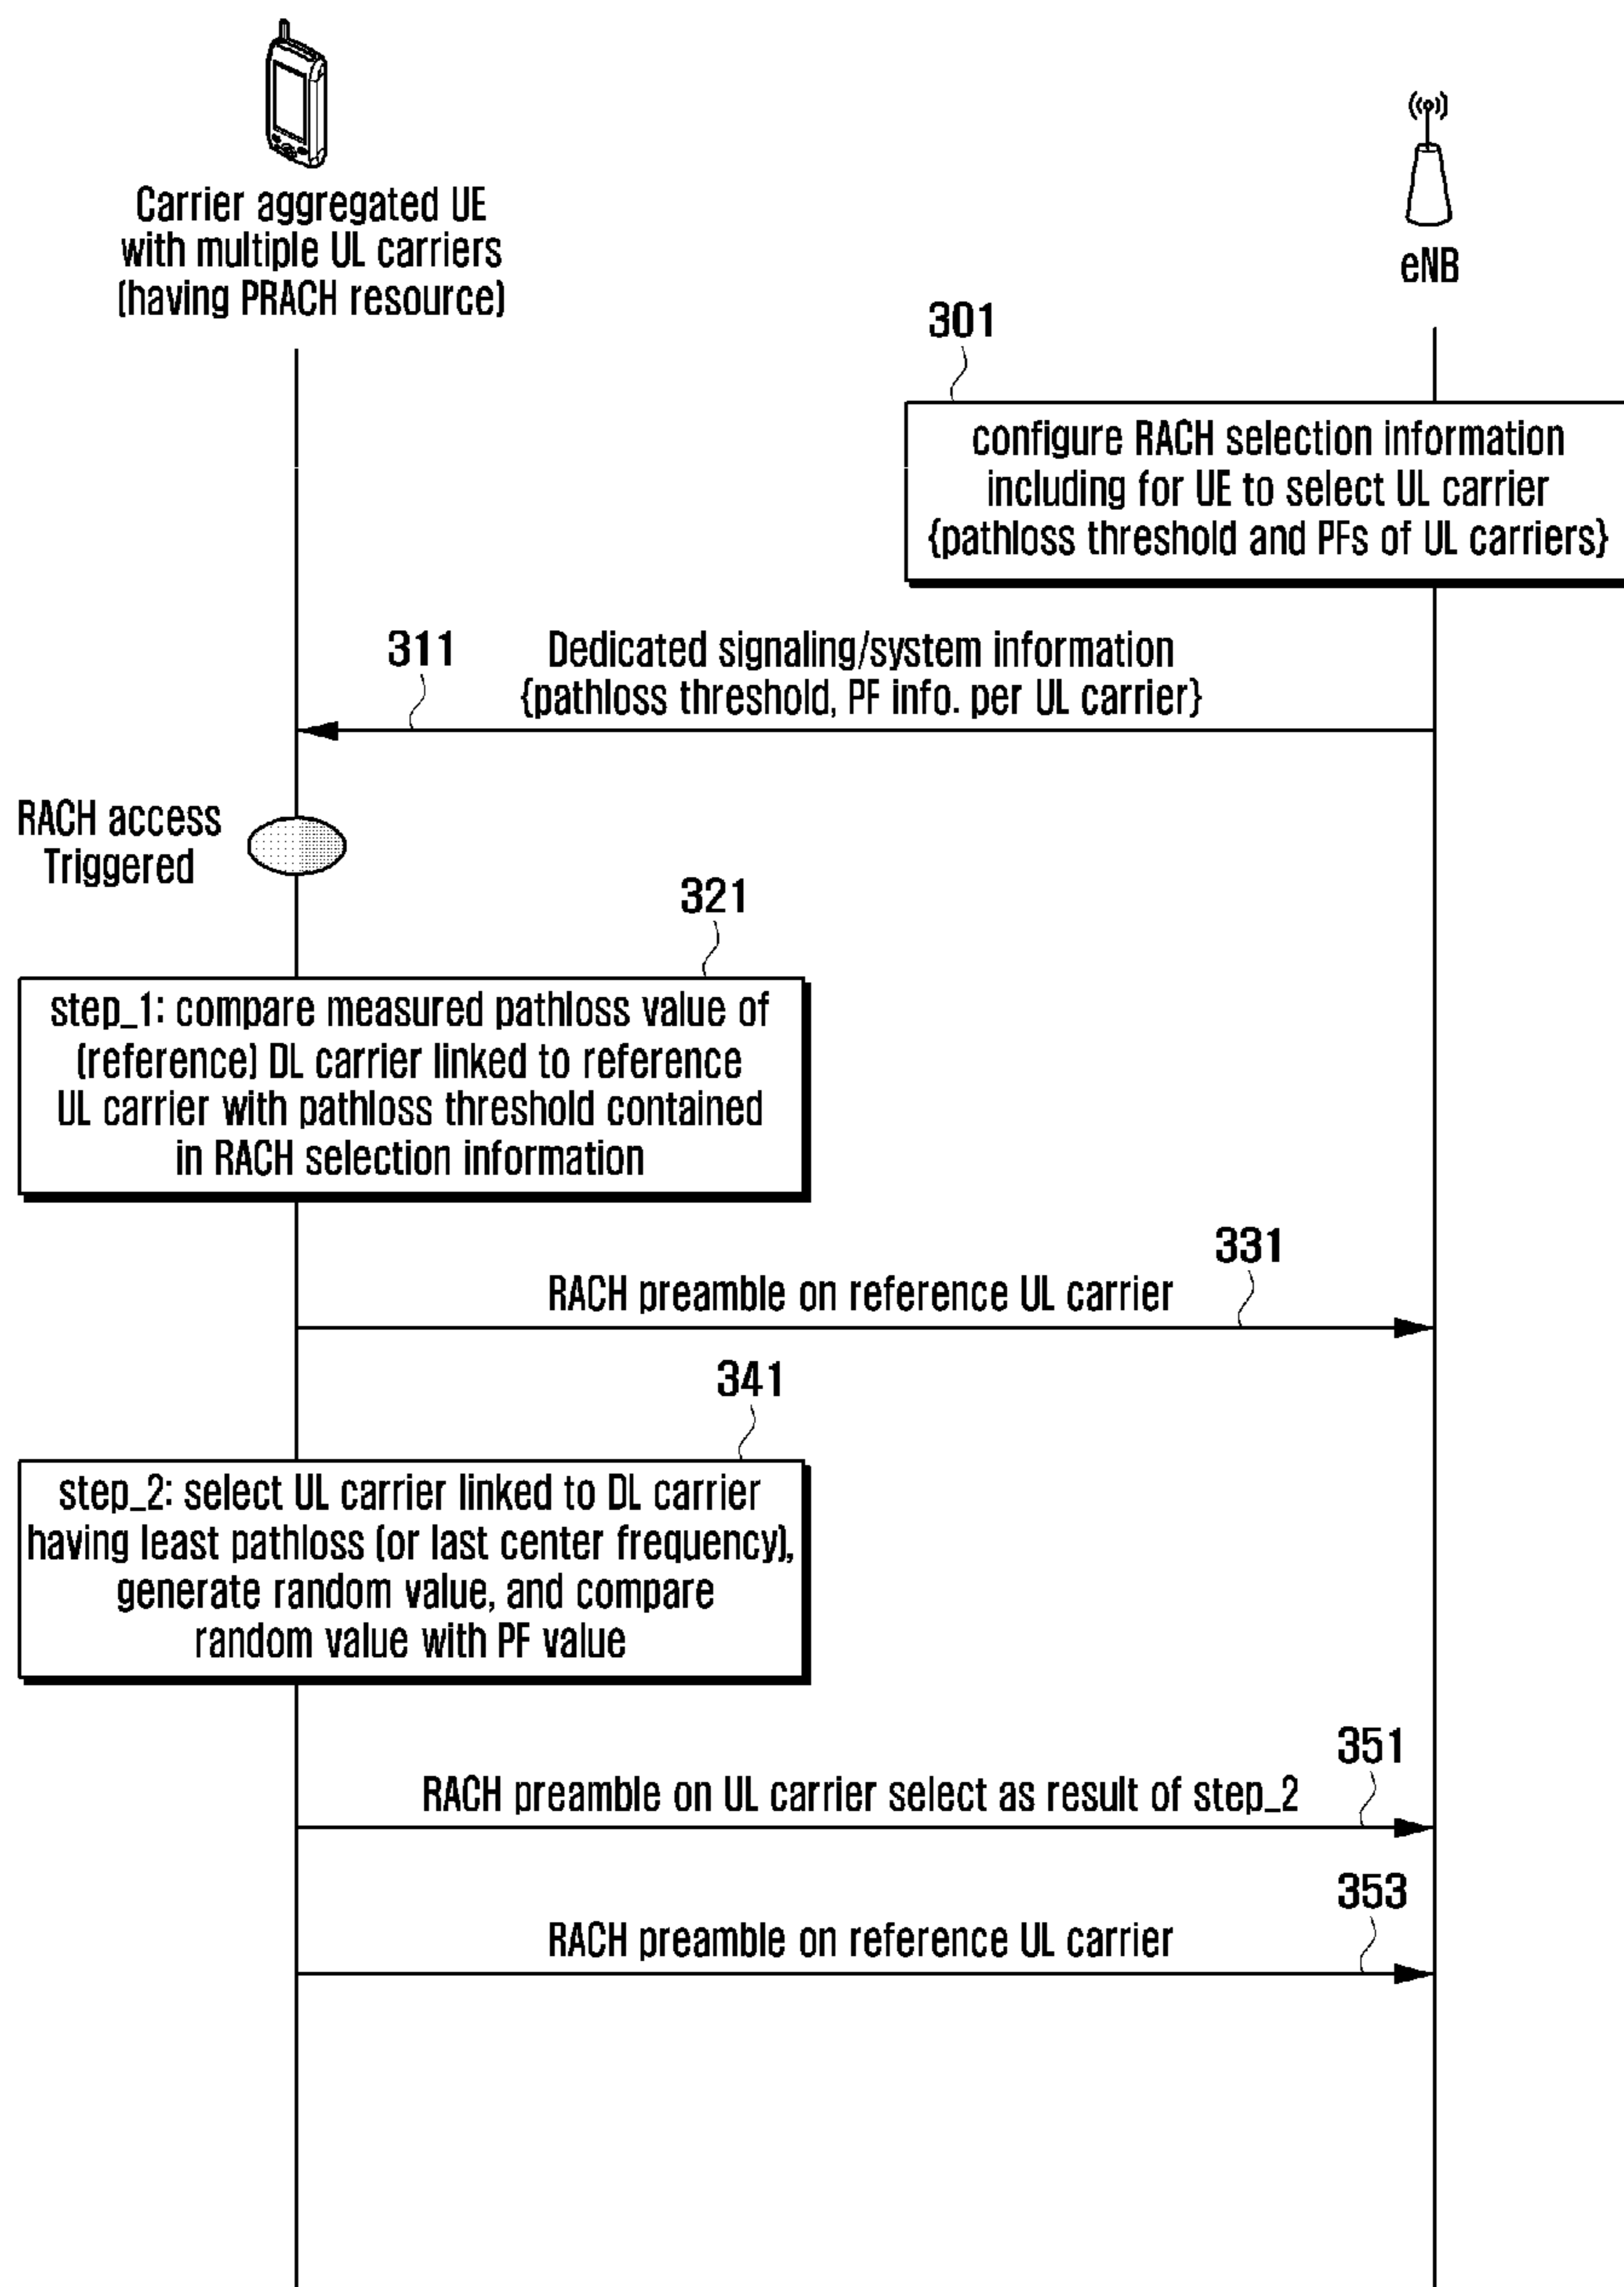 Carrier aggregated UE
with multiple UL carriers
(having PRACH resource)
eNB
301
configure RACH selection information
including for UE to select UL carrier
{pathloss threshold and PFs of UL carriers}
311
Dedicated signaling/system information
{pathloss threshold, PF info. per UL carrier}
RACH access
Triggered
321
step_1: compare measured pathloss value of
(reference) DL carrier linked to reference
UL carrier with pathloss threshold contained
in RACH selection information
331
RACH preamble on reference UL carrier
341
step_2: select UL carrier linked to DL carrier
having least pathloss (or last center frequency),
generate random value, and compare
random value with PF value
351
RACH preamble on UL carrier select as result of step_2
353
RACH preamble on reference UL carrier